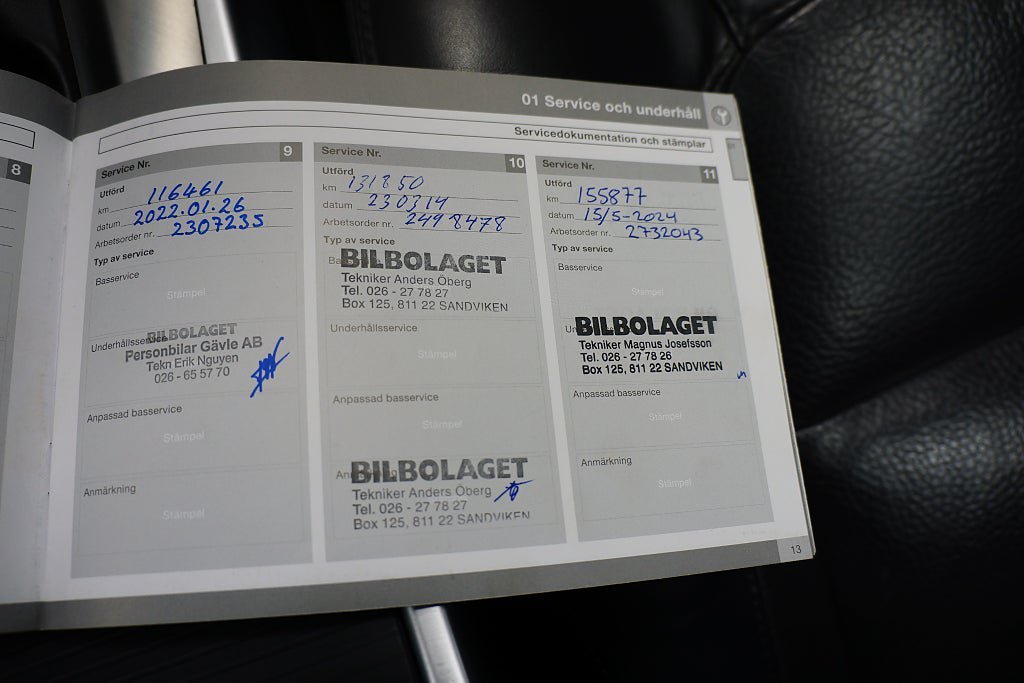 01 Service och underhåll
Servicedokumentation och stämplar
8
Service Nr. 9
Utförd
km 116461
datum 2022.01.26
Arbetsorder nr. 2307235
Typ av service
Basservice
Stämpel
Underhållsservice
BILBOLAGET
Personbilar Gävle AB
Tekn Erik Nguyen
026 - 65 57 70
Anpassad basservice
Stämpel
Anmärkning
Stämpel
Service Nr. 10
Utförd
km 131850
datum 230314
Arbetsorder nr. 2498478
Typ av service
BILBOLAGET
Tekniker Anders Öberg
Tel. 026 - 27 78 27
Box 125, 811 22 SANDVIKEN
Underhållsservice
Stämpel
Anpassad basservice
Stämpel
BILBOLAGET
Tekniker Anders Öberg
Tel. 026 - 27 78 27
Box 125, 811 22 SANDVIKEN
Service Nr. 11
Utförd
km 155877
datum 15/5-2024
Arbetsorder nr. 2732043
Typ av service
Basservice
Stämpel
BILBOLAGET
Tekniker Magnus Josefsson
Tel. 026 - 27 78 26
Box 125, 811 22 SANDVIKEN
Anpassad basservice
Stämpel
Anmärkning
Stämpel
13